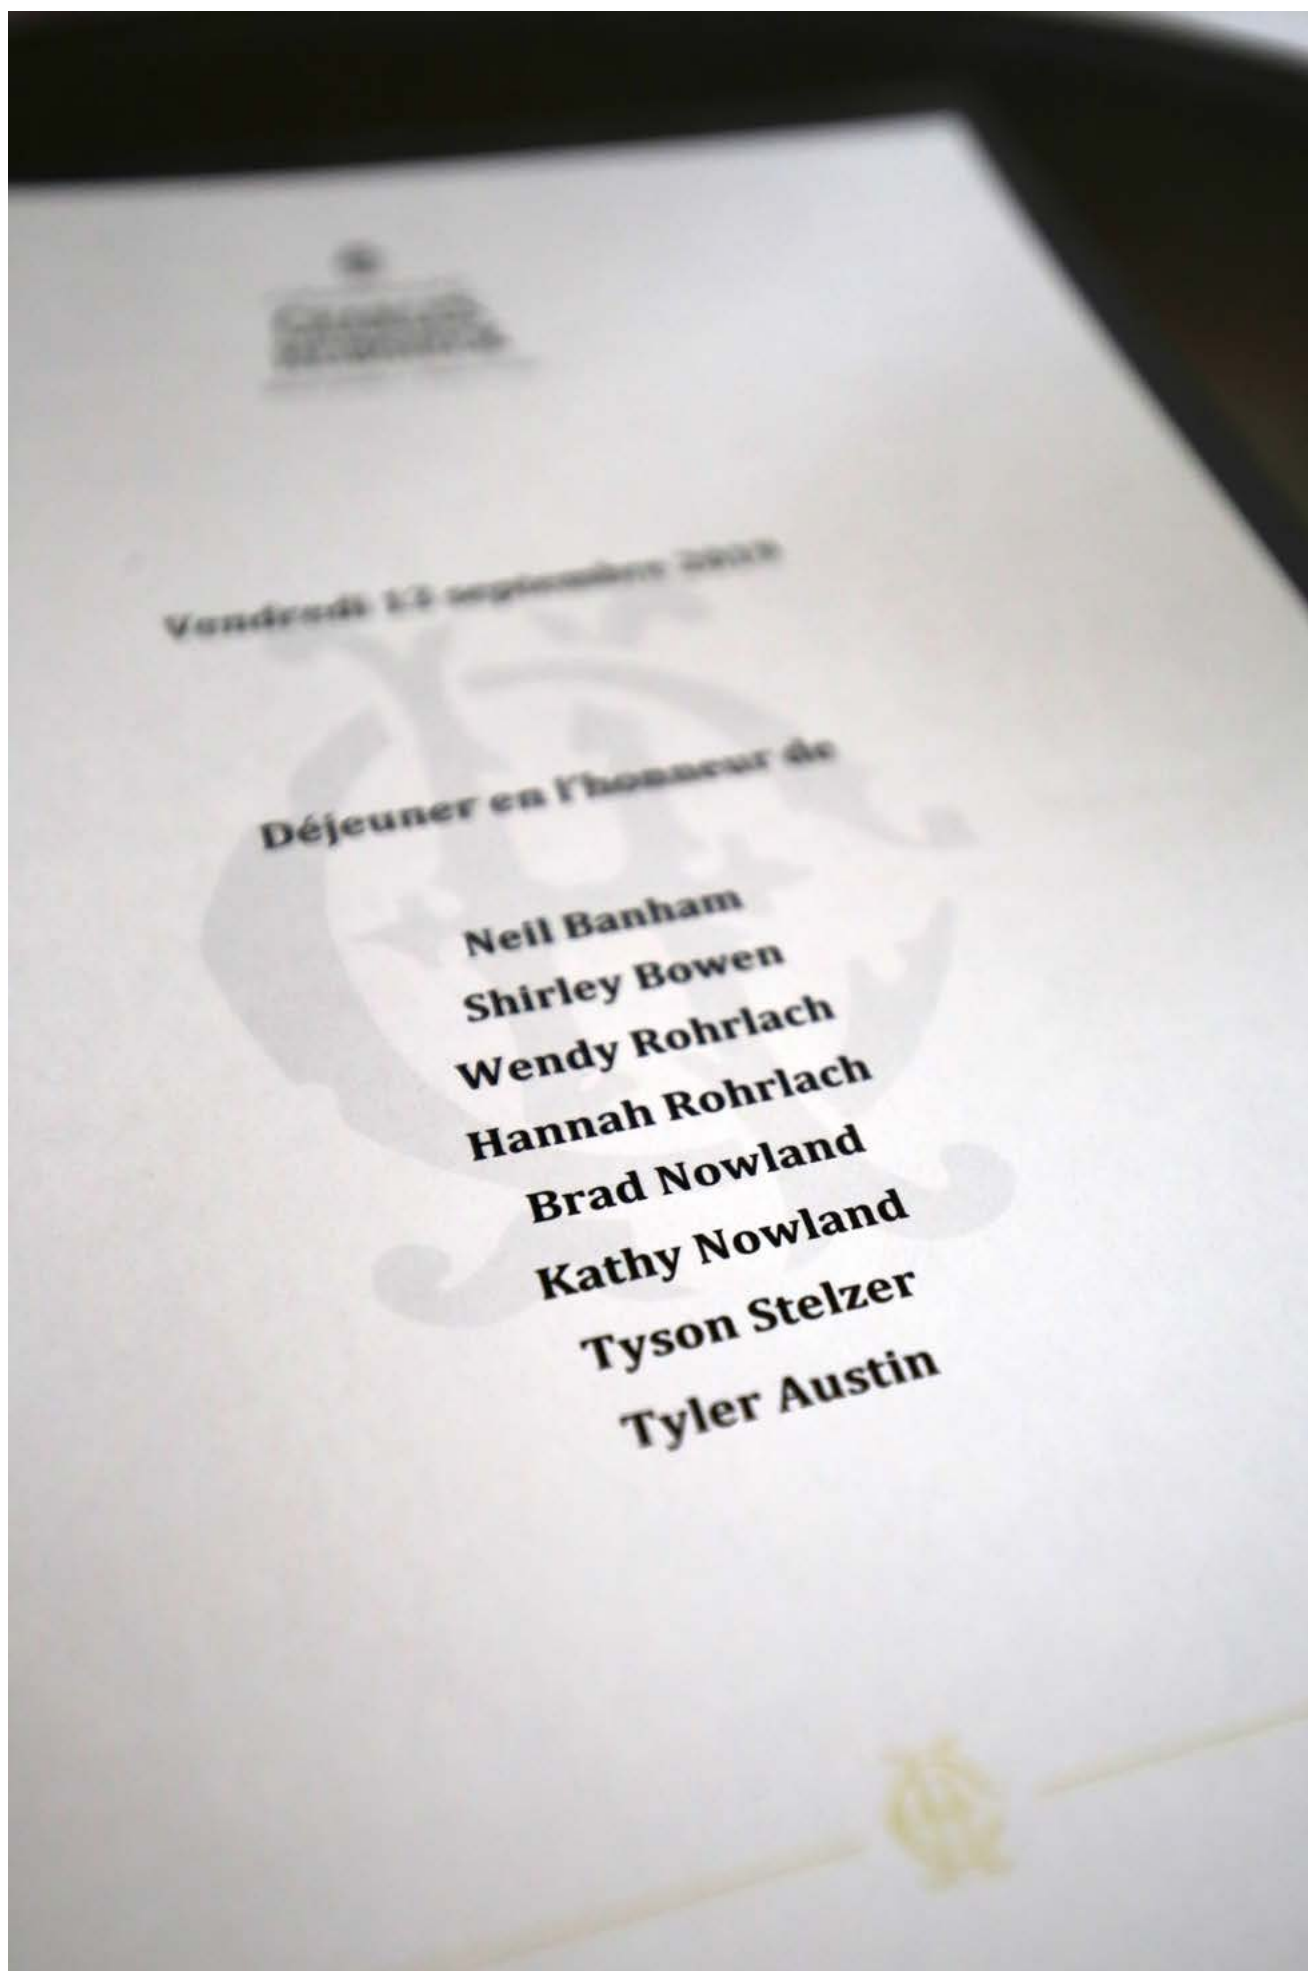 Vendredi septembre
Déjeuner en l'honneur de
Neil Banham
Shirley Bowen
Wendy Rohrlach
Hannah Rohrlach
Brad Nowland
Kathy Nowland
Tyson Stelzer
Tyler Austin